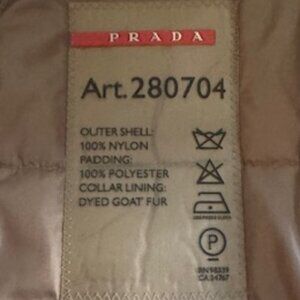 PRADA
Art.280704
OUTER SHELL:
100% NYLON
PADDING:
100% POLYESTER
COLLAR LINING:
DYED GOAT FUR
P